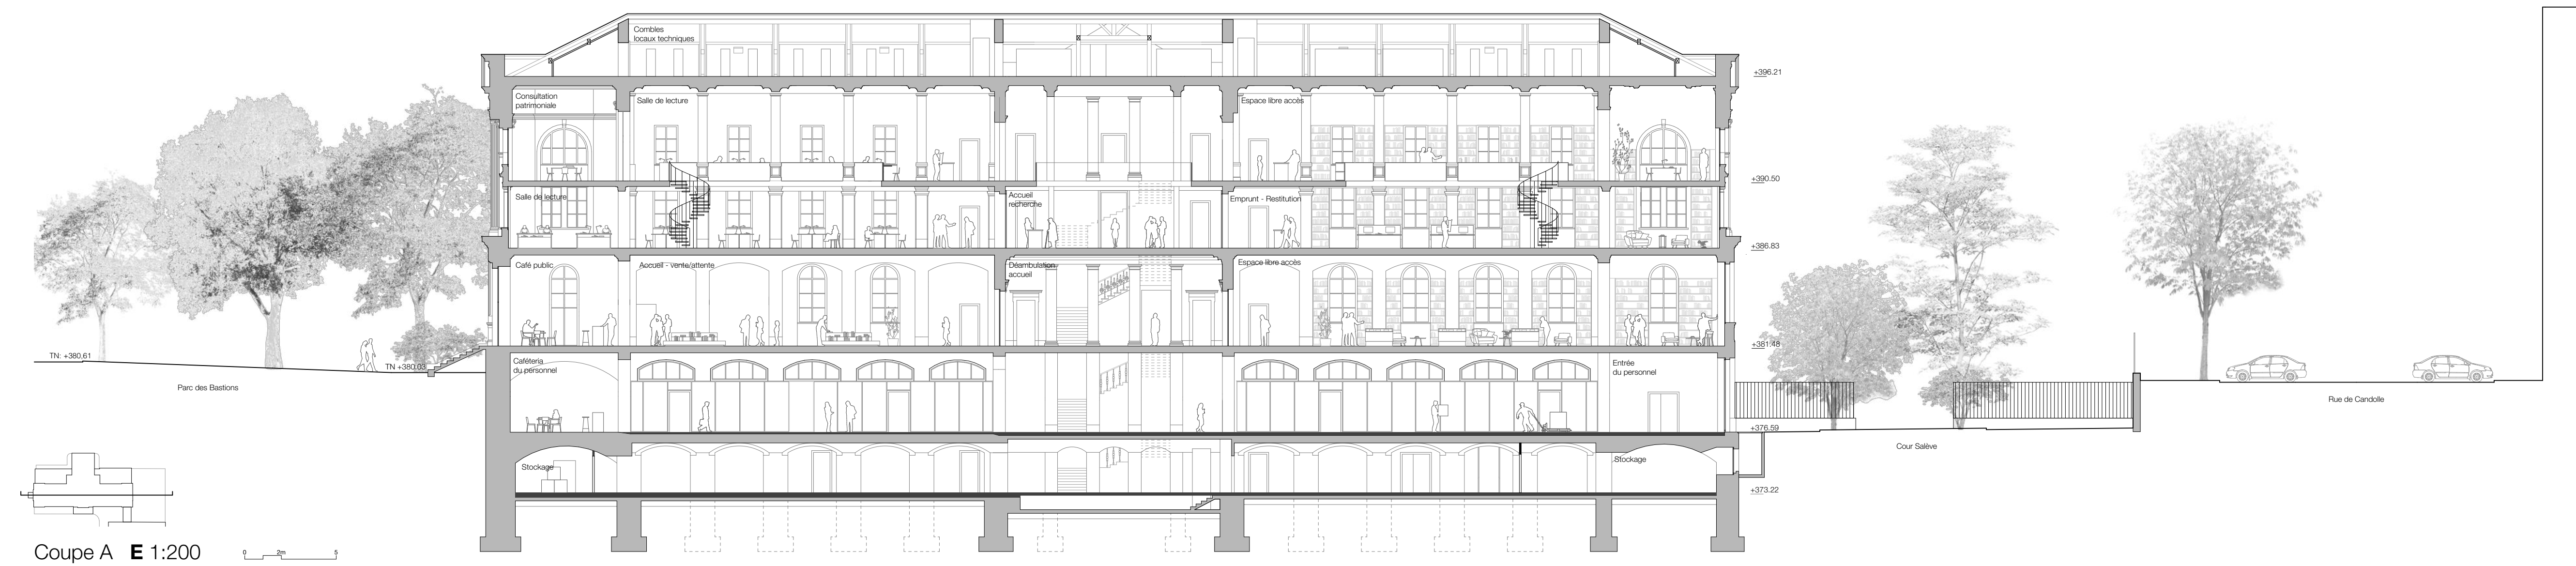 Combles
locaux techniques
+396.21
Consultation
patrimoniale
Salle de lecture
Espace libre accès
+390.50
Salle de lecture
Accueil
recherche
Emprunt - Restitution
+386.83
Café public
Accueil - vente/attente
Déambulation
accueil
Espace libre accès
+381.48
TN: +380,61
TN +380.03
Parc des Bastions
Caféteria
du personnel
Entrée
du personnel
Rue de Candolle
+376.59
Cour Salève
Stockage
Stockage
+373.22
Coupe A E 1:200
0 2m 5